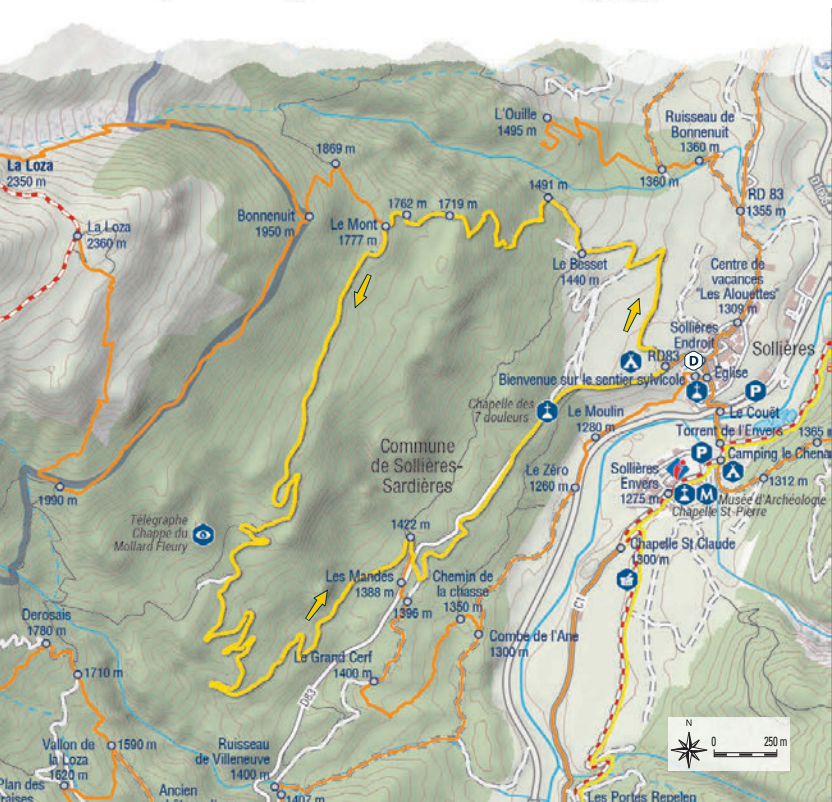 L'Ouille
1495 m
Ruisseau de
Bonnenuit
1360 m
D1006
1869 m
La Loza
2350 m
1360 m
1491 m
RD 83
1355 m
1762 m
1719 m
Bonnenuit
1950 m
Le Mont
1777 m
La Loza
2360 m
Le Besset
1440 m
Centre de
vacances
"Les Alouettes"
1309 m
Sollières
Endroit
Sollières
RD83
D
Bienvenue sur le sentier sylvicole
Église
P
Chapelle des
7 douleurs
Le Moulin
1280 m
Le Couët
Torrent de l'Envers
1365
Commune
de Sollières-
Sardières
P
Camping le Chena
Le Zéro
1260 m
Sollières
Envers
1275 m
1312 m
M
Musée d'Archéologie
Chapelle St-Pierre
1990 m
Télégraphe
Chappe du
Mollard Fleury
1422 m
Chapelle St Claude
1300 m
Les Mandes
1388 m
Chemin de
la chasse
1350 m
1396 m
C1
Derosais
1780 m
Combe de l'Ane
1300 m
Le Grand Cerf
1400 m
1710 m
D83
Vallon de
la Loza
1620 m
1590 m
Ruisseau
de Villeneuve
1400 m
N
0
250 m
Plan des
raises
Ancien
1407 m
Les Portes Repelen